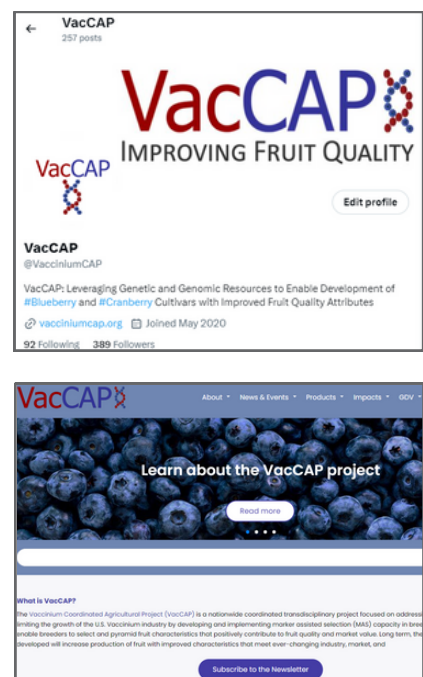 VacCAP
257 posts
VacCAP
IMPROVING FRUIT QUALITY
VacCAP
Edit profile
VacCAP
@VacciniumCAP
VacCAP: Leveraging Genetic and Genomic Resources to Enable Development of
#Blueberry and #Cranberry Cultivars with Improved Fruit Quality Attributes
vacciniumcap.org Joined May 2020
92 Following 389 Followers
VacCAP
About News & Events Products Impacts GDV
Learn about the VacCAP project
Read more
What is VacCAP?
The Vaccinium Coordinated Agricultural Project (VacCAP) is a nationwide coordinated transdisciplinary project focused on addressi
limiting the growth of the U.S. Vaccinium industry by developing and implementing marker assisted selection (MAS) capacity in bree
enable breeders to select and pyramid fruit characteristics that positively contribute to fruit quality and market value. Long term, the
developed will increase production of fruit with improved characteristics that meet ever-changing industry, market, and
Subscribe to the Newsletter